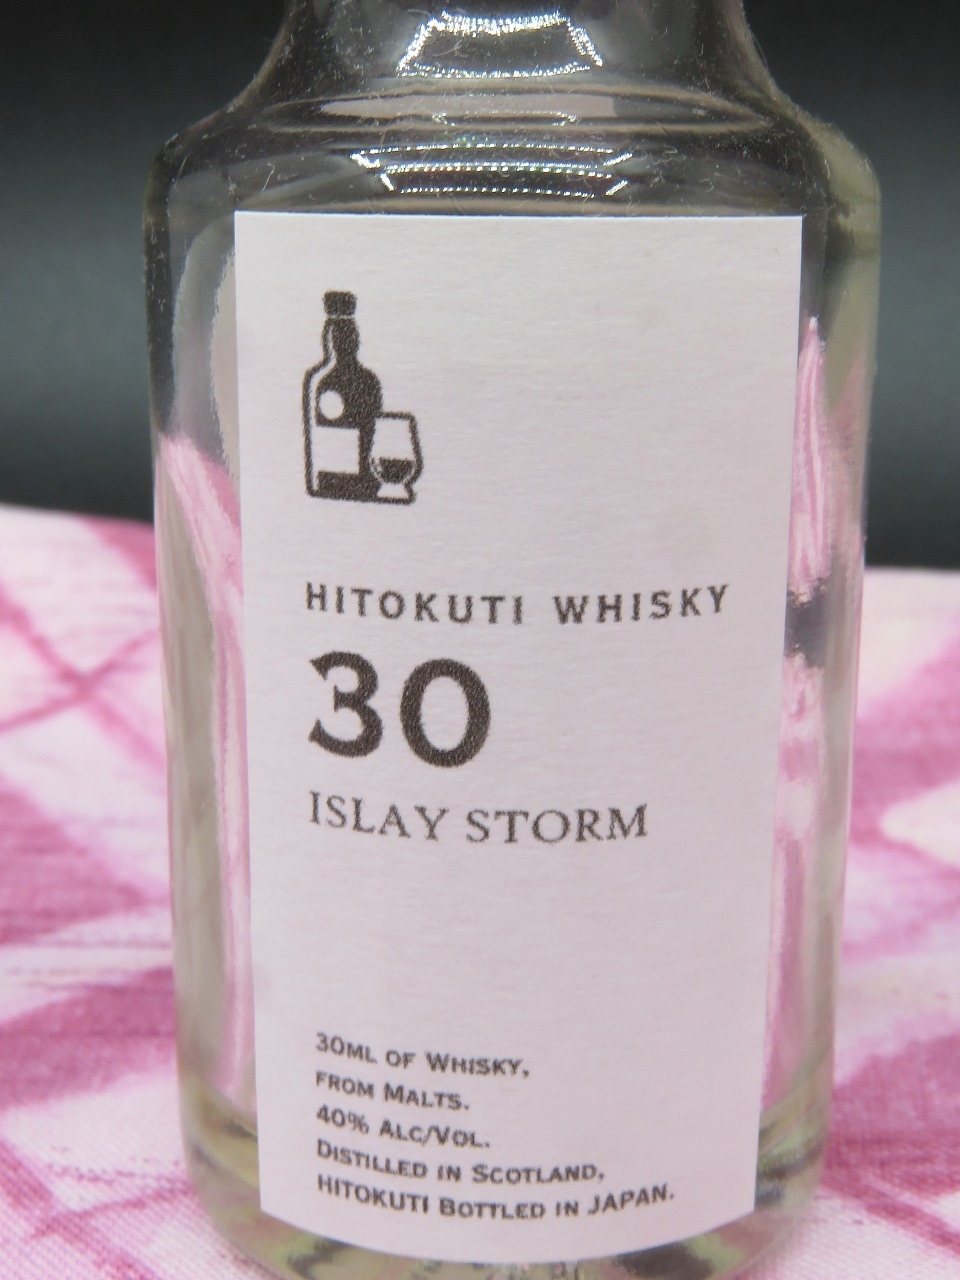 HITOKUTI WHISKY
30
ISLAY STORM
30ML OF WHISKY,
FROM MALTS.
40% ALC/VOL.
DISTILLED IN SCOTLAND,
HITOKUTI BOTTLED IN JAPAN.